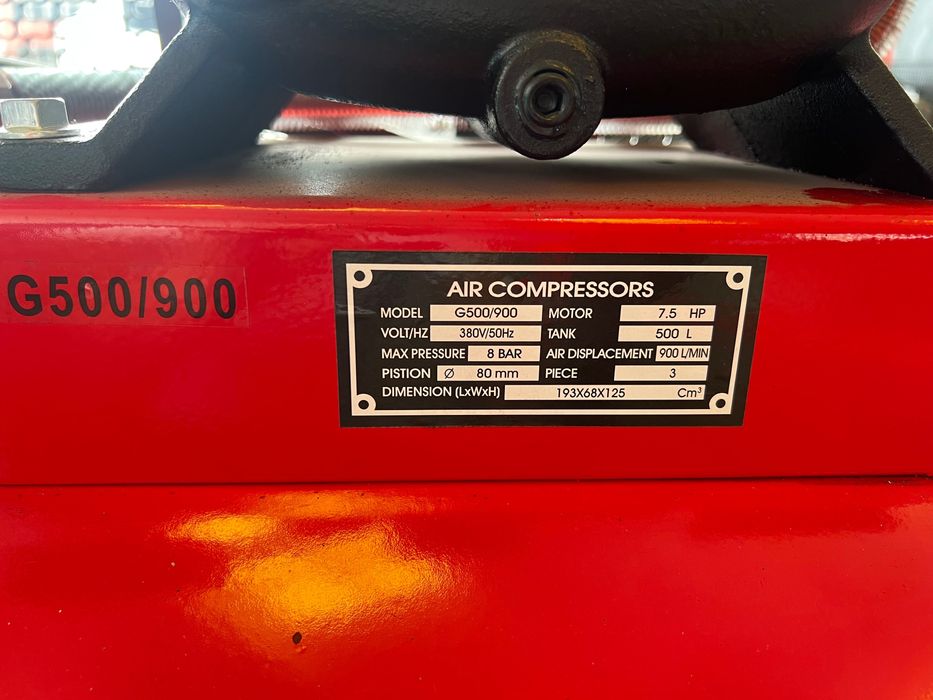 G500/900
AIR COMPRESSORS
MODEL G500/900 MOTOR 7.5 HP
VOLT/HZ 380V/50Hz TANK 500 L
MAX PRESSURE 8 BAR AIR DISPLACEMENT 900 L/MIN
PISTION Ø 80 mm PIECE 3
DIMENSION (LxWxH) 193X68X125 Cm³